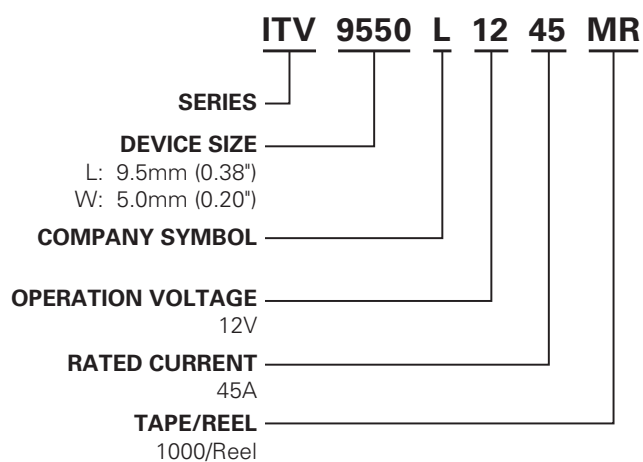 ITV 9550 L 12 45 MR
SERIES
DEVICE SIZE
L: 9.5mm (0.38")
W: 5.0mm (0.20")
COMPANY SYMBOL
OPERATION VOLTAGE
12V
RATED CURRENT
45A
TAPE/REEL
1000/Reel